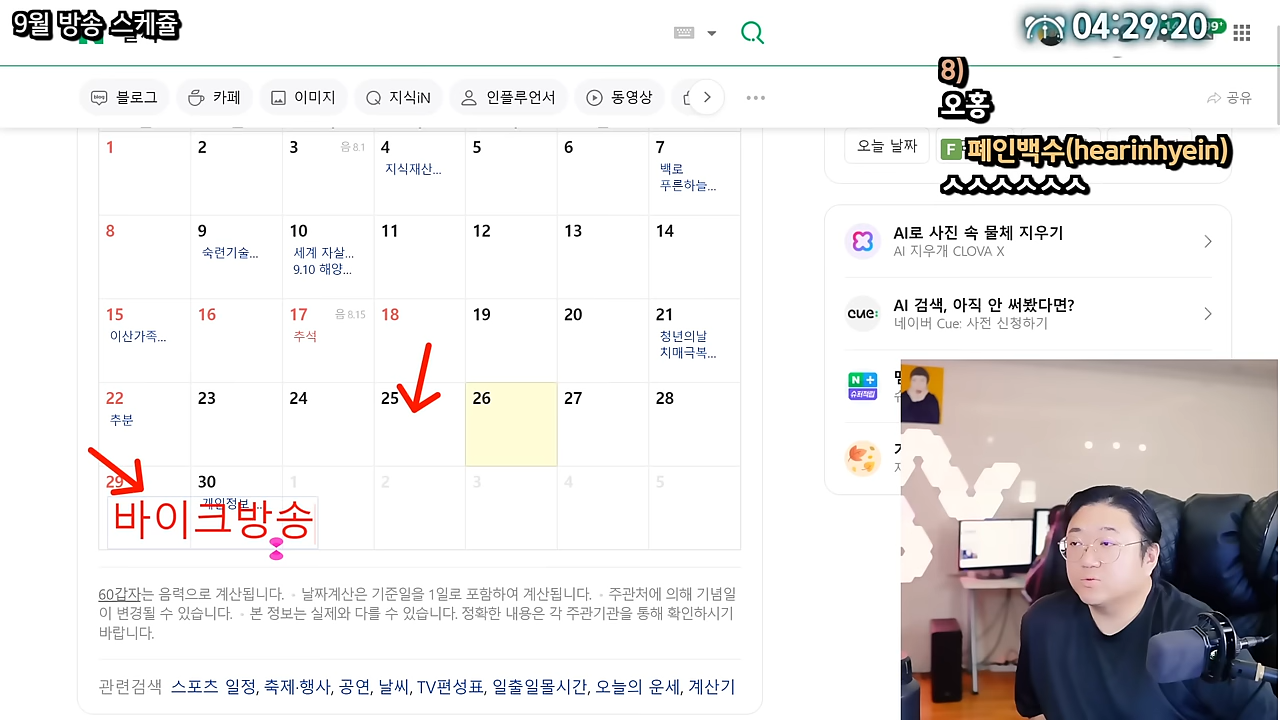 9월 방송 스케쥴
04:29:20
9+
블로그
카페
이미지
지식iN
인플루언서
동영상
공유
8)
오홍
F 폐인백수(hearinhyein)
ㅅㅅㅅㅅㅅㅅ
오늘 날짜
1 2 3 음 8.1 4 5 6 7
지식재산...
백로
푸른하늘...
8 9 10 11 12 13 14
숙련기술...
세계 자살...
9.10 해양...
15 16 17 음 8.15 18 19 20 21
이산가족...
추석
청년의날
치매극복...
22 23 24 25 26 27 28
추분
29 30 1 2 3 4 5
개인정보 ...
바이크방송
60갑자는 음력으로 계산됩니다. • 날짜계산은 기준일을 1일로 포함하여 계산됩니다. • 주관처에 의해 기념일
이 변경될 수 있습니다. • 본 정보는 실제와 다를 수 있습니다. 정확한 내용은 각 주관기관을 통해 확인하시기
바랍니다.
관련검색 스포츠 일정, 축제·행사, 공연, 날씨, TV편성표, 일출일몰시간, 오늘의 운세, 계산기
AI로 사진 속 물체 지우기
AI 지우개 CLOVA X
cue:
AI 검색, 아직 안 써봤다면?
네이버 Cue: 사전 신청하기
N+
슈퍼적립